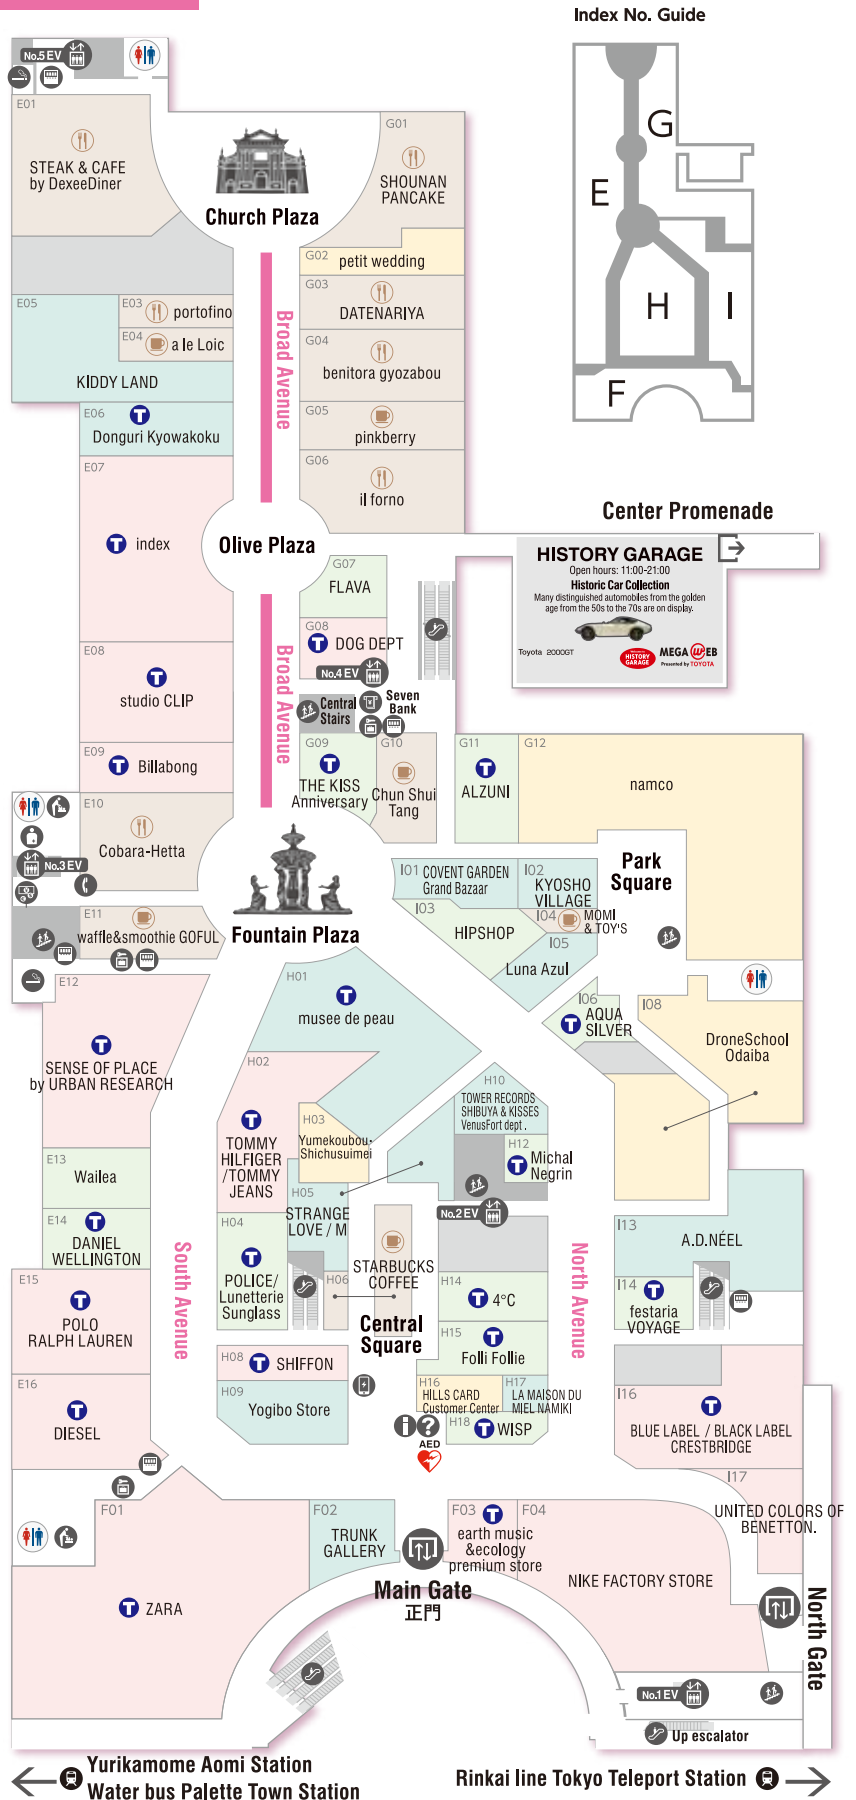 Index No. Guide
G
E
H
I
F
No.5 EV
E01
STEAK & CAFE
by DexeeDiner
Church Plaza
G01
SHOUNAN
PANCAKE
G02
petit wedding
G03
DATENARIYA
G04
benitora gyozabou
G05
pinkberry
G06
il forno
E05
E03
portofino
E04
a le Loic
KIDDY LAND
Broad Avenue
E06
T
Donguri Kyowakoku
E07
T
index
Olive Plaza
Center Promenade
HISTORY GARAGE
Open hours: 11:00-21:00
Historic Car Collection
Many distinguished automobiles from the golden
age from the 50s to the 70s are on display.
Toyota 2000GT
HISTORY
GARAGE
MEGA WEB
Presented by TOYOTA
G07
FLAVA
G08
T
DOG DEPT
No.4 EV
Central
Stairs
Seven
Bank
Broad Avenue
E08
T
studio CLIP
E09
T
Billabong
E10
Cobara-Hetta
No.3 EV
E11
waffle&smoothie GOFUL
G09
T
THE KISS
Anniversary
G10
Chun Shui
Tang
G11
T
ALZUNI
G12
namco
Park
Square
Fountain Plaza
I01
COVENT GARDEN
Grand Bazaar
I02
KYOSHO
VILLAGE
I03
HIPSHOP
I04
MOMI
& TOY'S
I05
Luna Azul
I06
T
AQUA
SILVER
I08
DroneSchool
Odaiba
E12
T
SENSE OF PLACE
by URBAN RESEARCH
H01
T
musee de peau
H02
T
TOMMY
HILFIGER
/TOMMY
JEANS
H03
Yumekoubou·
Shichusuimei
H10
TOWER RECORDS
SHIBUYA & KISSES
VenusFort dept .
H12
T
Michal
Negrin
No.2 EV
H05
STRANGE
LOVE / M
H04
T
POLICE/
Lunetterie
Sunglass
H06
STARBUCKS
COFFEE
Central
Square
E13
Wailea
E14
T
DANIEL
WELLINGTON
E15
T
POLO
RALPH LAUREN
E16
T
DIESEL
South Avenue
North Avenue
H14
T
4°C
H15
T
Folli Follie
H08
T
SHIFFON
H09
Yogibo Store
H16
HILLS CARD
Customer Center
H17
LA MAISON DU
MIEL NAMIKI
H18
T
WISP
i
?
AED
I13
A.D.NÉEL
I14
T
festaria
VOYAGE
I16
T
BLUE LABEL / BLACK LABEL
CRESTBRIDGE
I17
UNITED COLORS OF
BENETTON.
F01
T
ZARA
F02
TRUNK
GALLERY
F03
T
earth music
&ecology
premium store
F04
NIKE FACTORY STORE
Main Gate
正門
North Gate
No.1 EV
Up escalator
Yurikamome Aomi Station
Water bus Palette Town Station
Rinkai line Tokyo Teleport Station